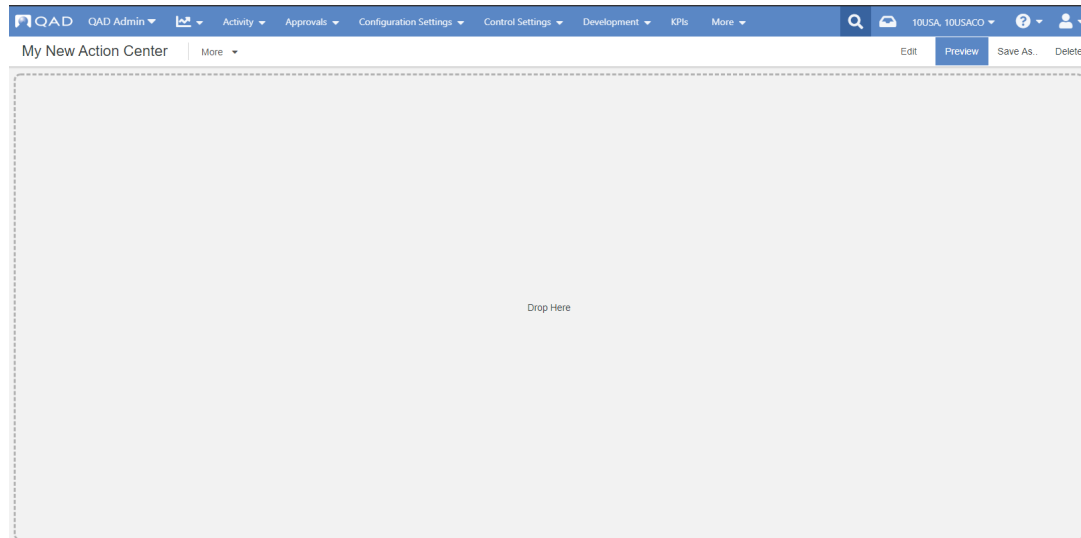 QAD QAD Admin Activity Approvals Configuration Settings Control Settings Development KPIs More 10USA, 10USACO ?
My New Action Center More Edit Preview Save As.. Delete
Drop Here